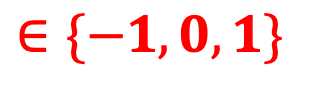 ∈ {−1, 0, 1}